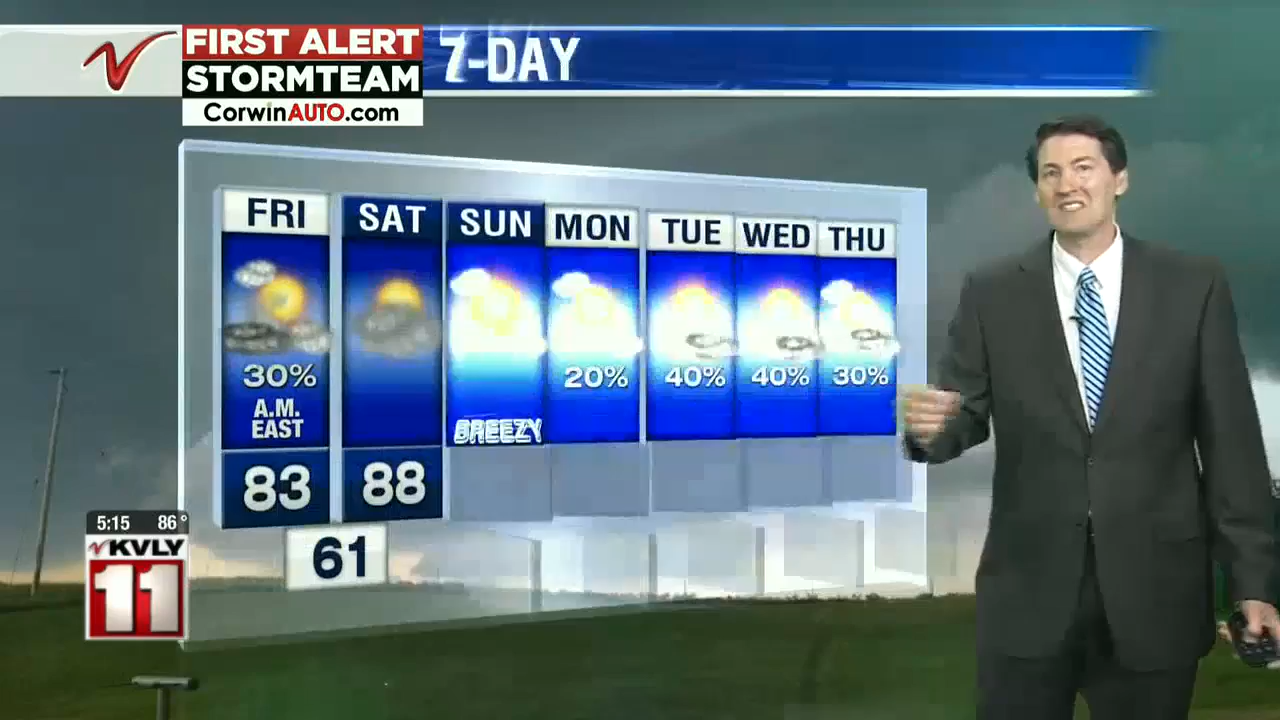 FIRST ALERT
STORMTEAM
CorwinAUTO.com
7-DAY
FRI
SAT
SUN
MON
TUE
WED
THU
30%
20%
40%
40%
30%
A.M.
EAST
BREEZY
83
88
61
5:15 86°
KVLY
11